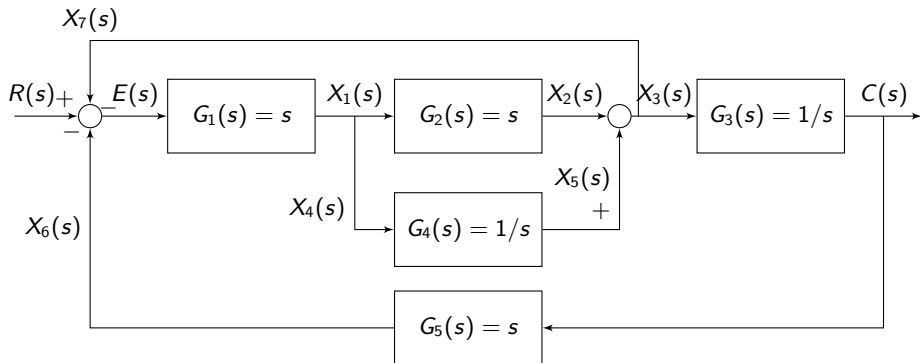 X7(s)
R(s) + − − E(s) G1(s) = s X1(s) G2(s) = s X2(s) X3(s) G3(s) = 1/s C(s)
X4(s) G4(s) = 1/s X5(s) +
X6(s)
G5(s) = s